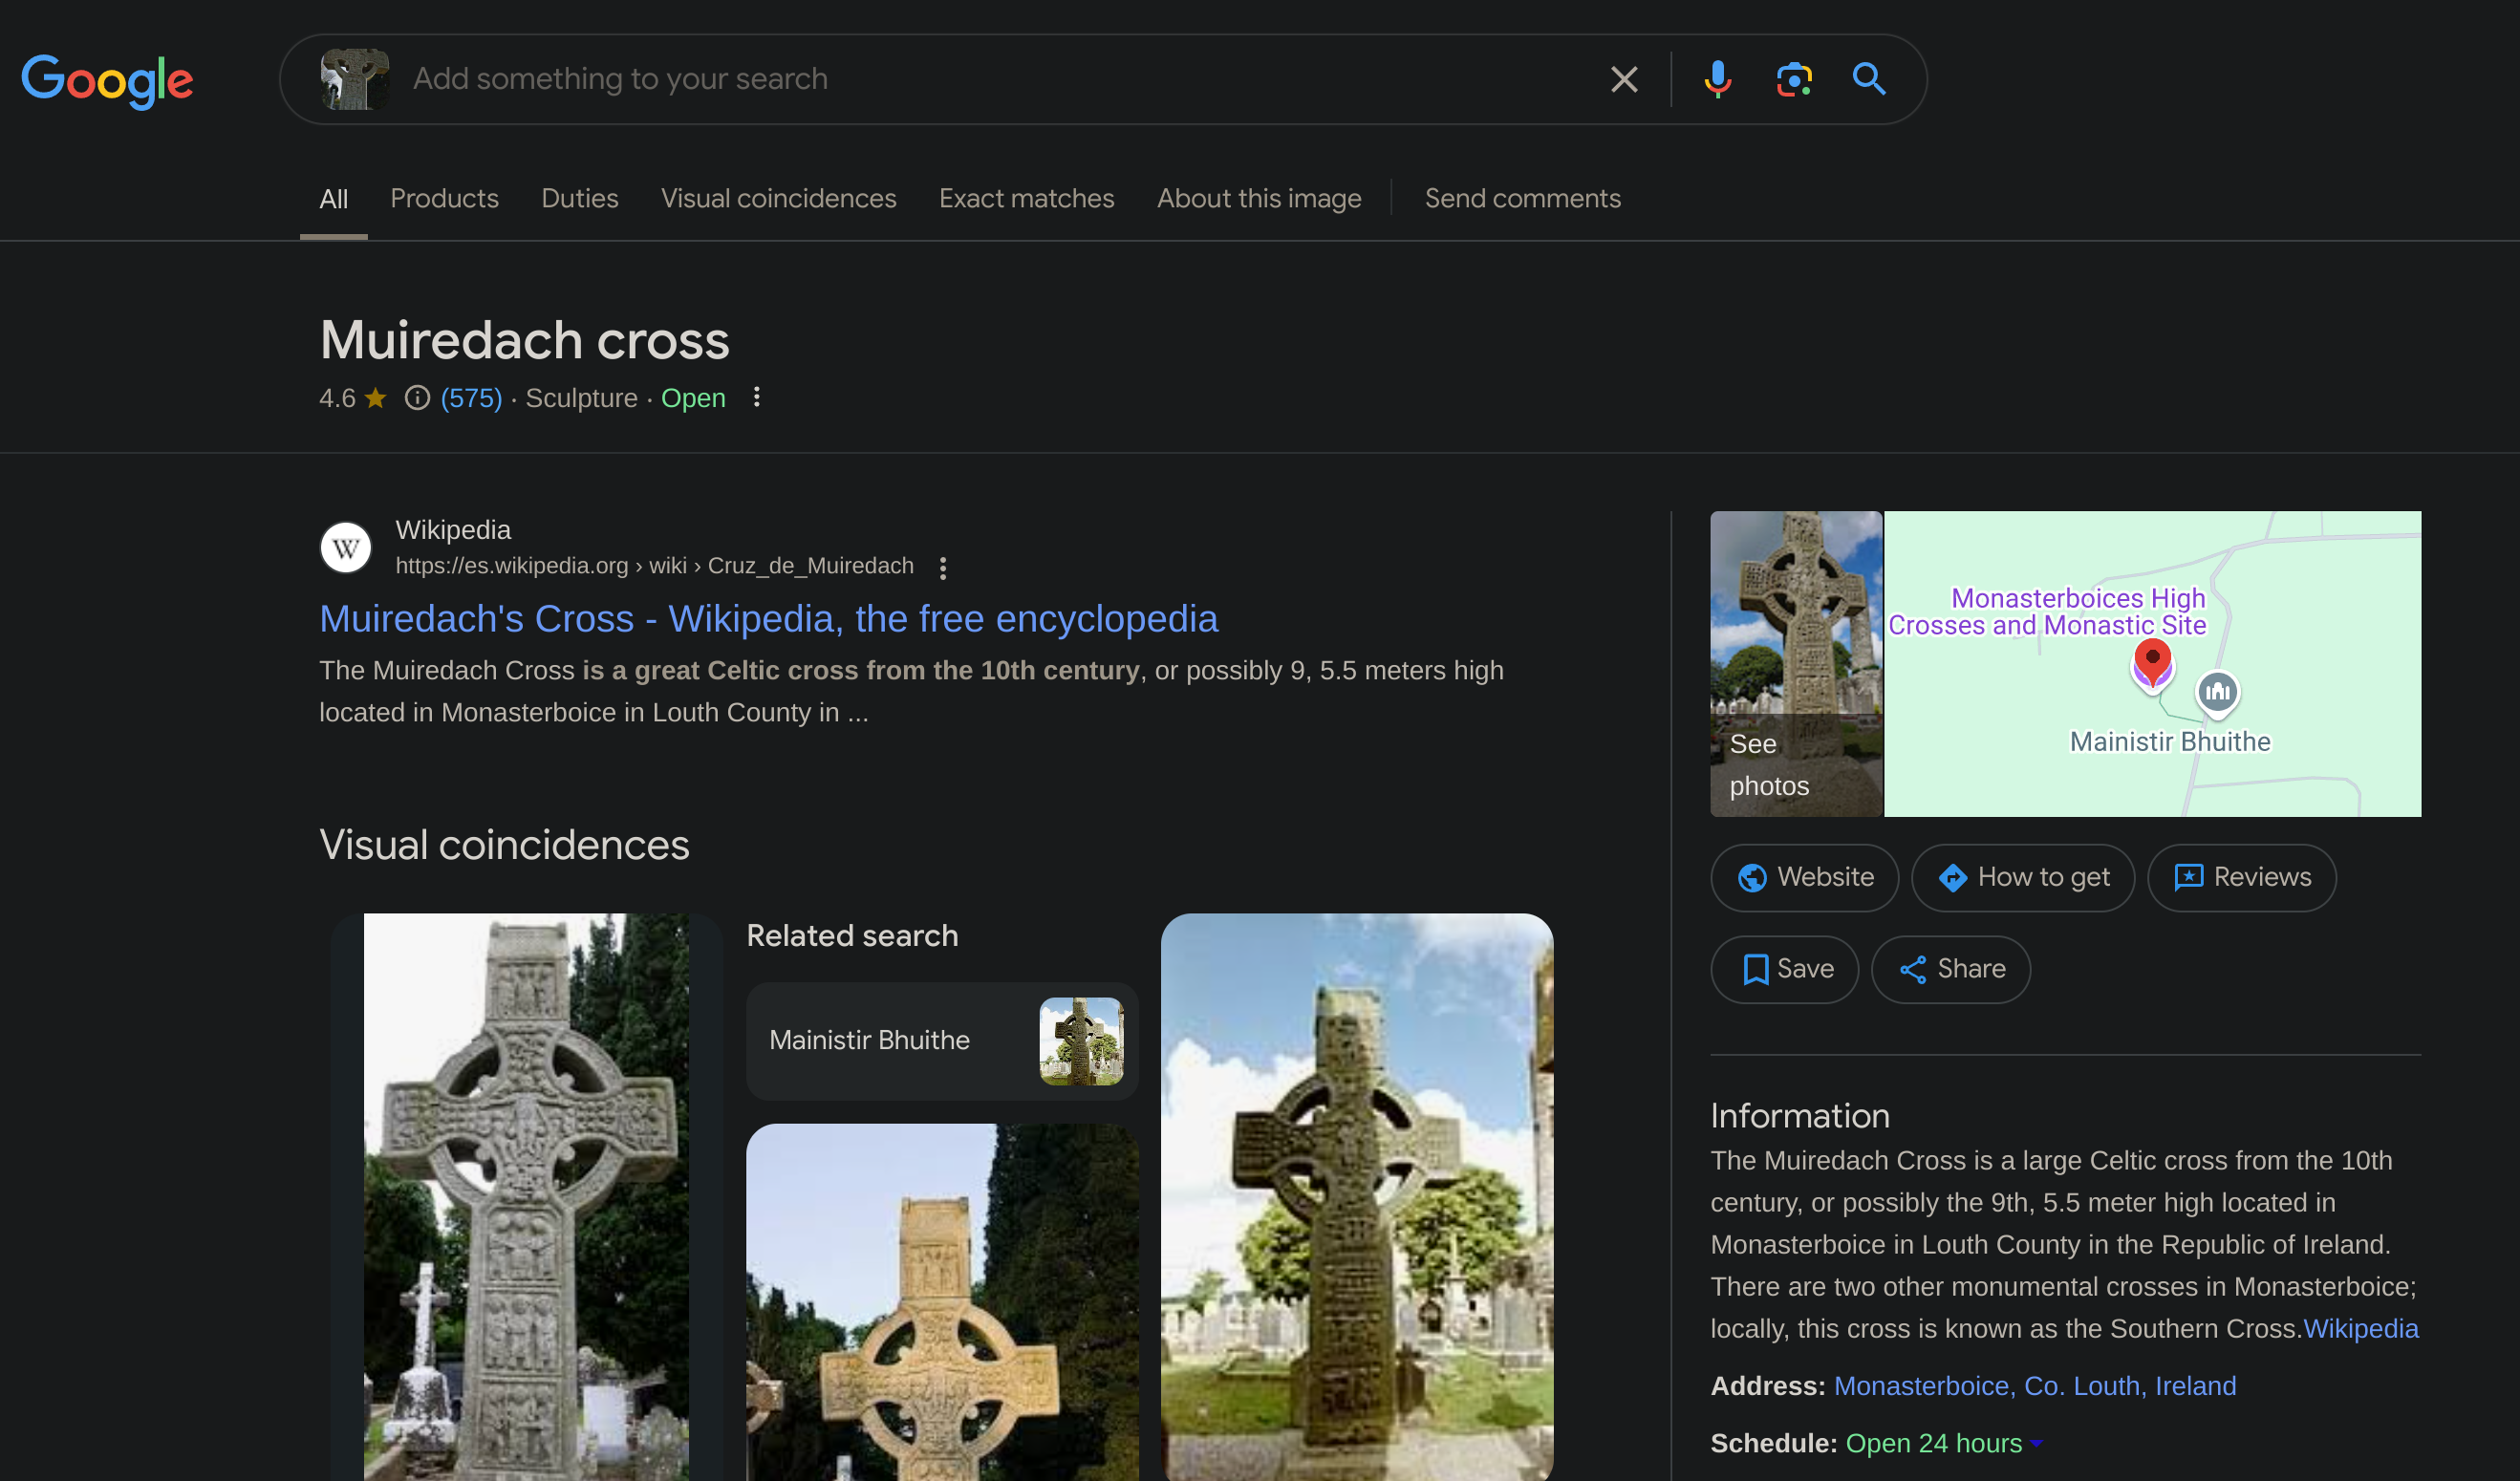 Google
Add something to your search
All Products Duties Visual coincidences Exact matches About this image Send comments
Muiredach cross
4.6 (575) · Sculpture · Open
W
Wikipedia
https://es.wikipedia.org › wiki › Cruz_de_Muiredach
Muiredach's Cross - Wikipedia, the free encyclopedia
The Muiredach Cross is a great Celtic cross from the 10th century, or possibly 9, 5.5 meters high
located in Monasterboice in Louth County in ...
Visual coincidences
Related search
Mainistir Bhuithe
See
photos
Monasterboices High
Crosses and Monastic Site
Mainistir Bhuithe
Website How to get Reviews
Save Share
Information
The Muiredach Cross is a large Celtic cross from the 10th
century, or possibly the 9th, 5.5 meter high located in
Monasterboice in Louth County in the Republic of Ireland.
There are two other monumental crosses in Monasterboice;
locally, this cross is known as the Southern Cross.Wikipedia
Address: Monasterboice, Co. Louth, Ireland
Schedule: Open 24 hours